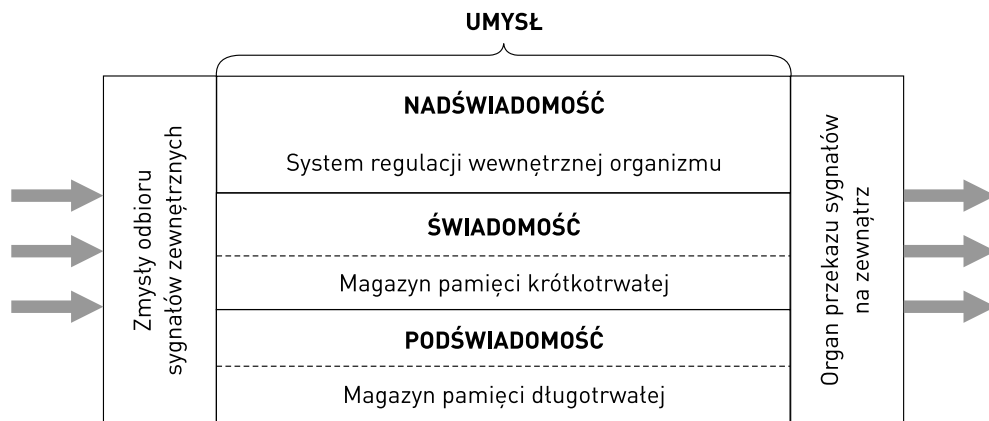 UMYSŁ
Zmysły odbioru
sygnałów zewnętrznych
NADŚWIADOMOŚĆ
System regulacji wewnętrznej organizmu
ŚWIADOMOŚĆ
Magazyn pamięci krótkotrwałej
PODŚWIADOMOŚĆ
Magazyn pamięci długotrwałej
Organ przekazu sygnałów
na zewnątrz